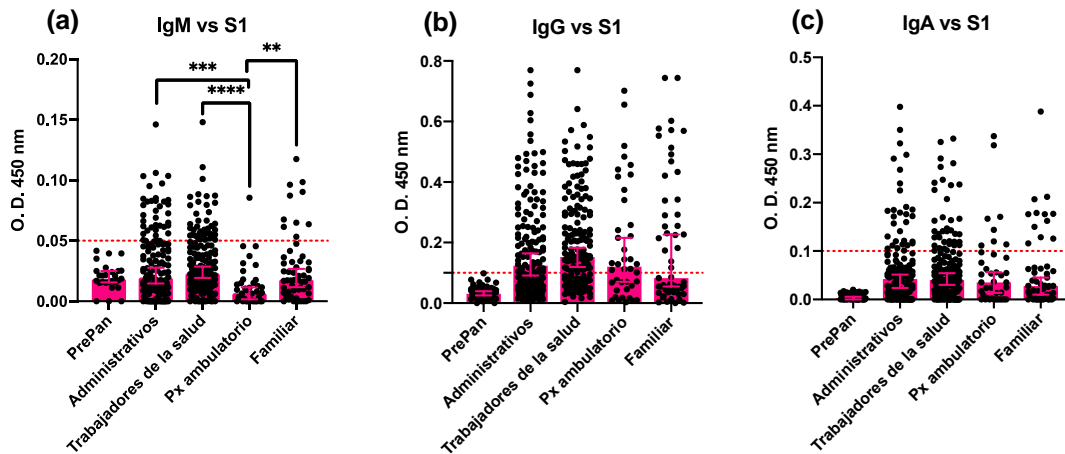 (a)
IgM vs S1
O. D. 450 nm
0.20
0.15
0.10
0.05
0.00
***
****
**
PrePan
Administrativos
Trabajadores de la salud
Px ambulatorio
Familiar
(b)
IgG vs S1
O. D. 450 nm
0.8
0.6
0.4
0.2
0.0
PrePan
Administrativos
Trabajadores de la salud
Px ambulatorio
Familiar
(c)
IgA vs S1
O. D. 450 nm
0.5
0.4
0.3
0.2
0.1
0.0
PrePan
Administrativos
Trabajadores de la salud
Px ambulatorio
Familiar